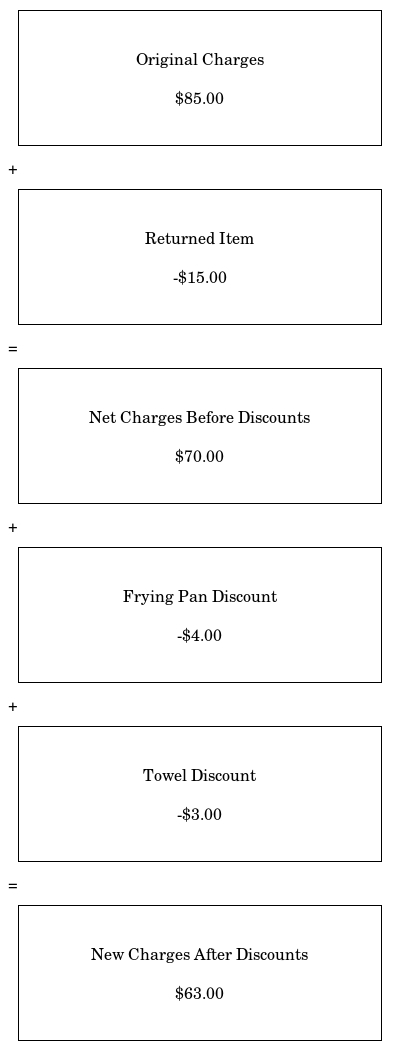 Original Charges
$85.00
+
Returned Item
-$15.00
=
Net Charges Before Discounts
$70.00
+
Frying Pan Discount
-$4.00
+
Towel Discount
-$3.00
=
New Charges After Discounts
$63.00